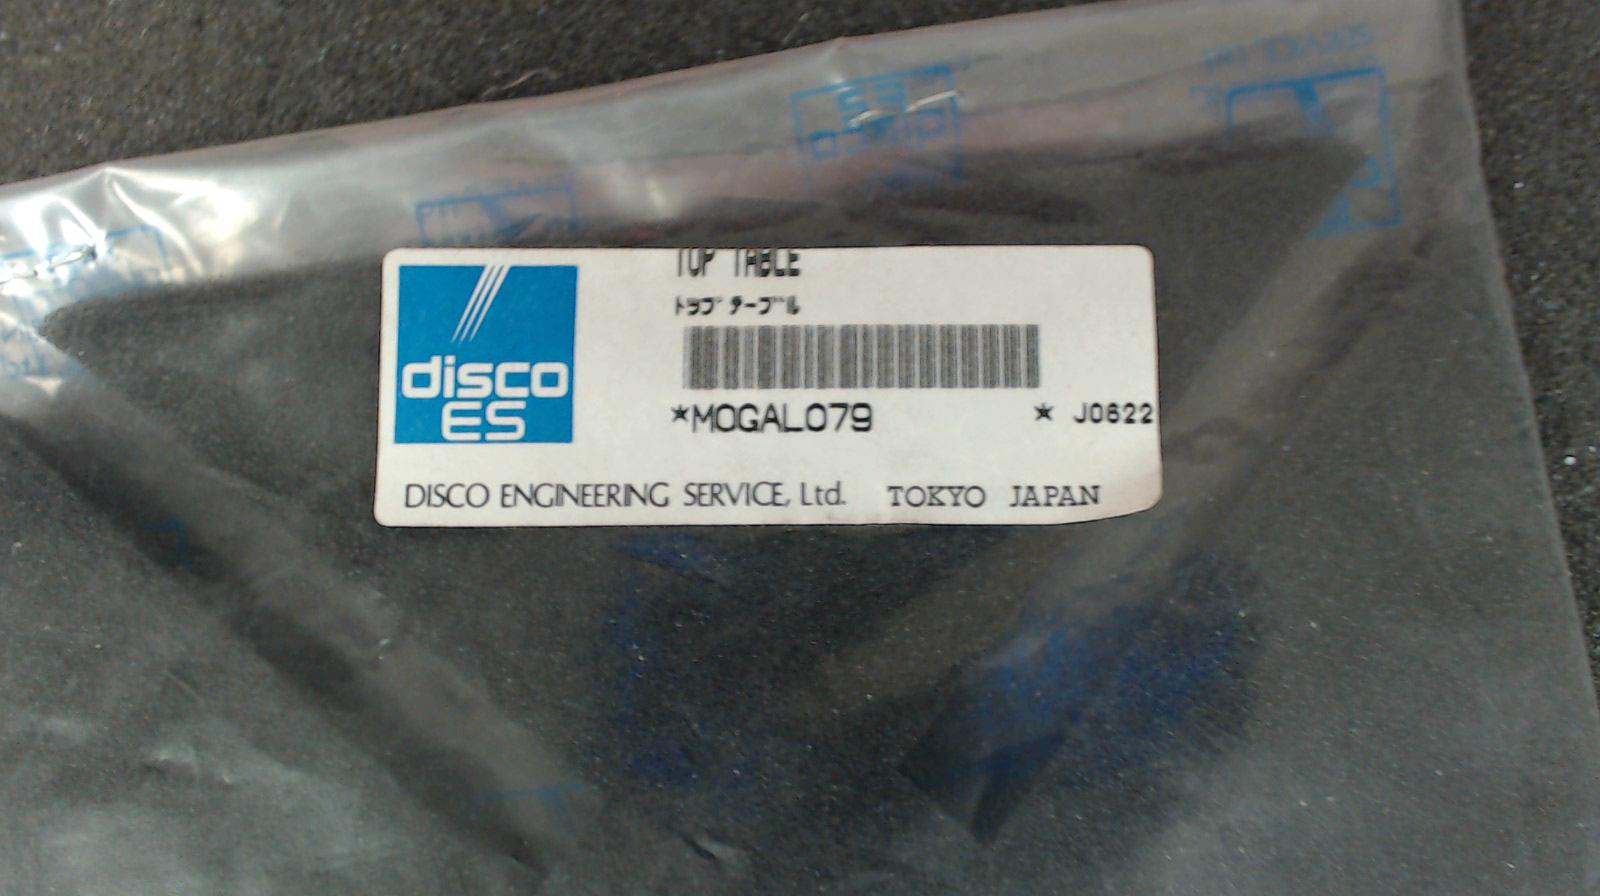 TOP TABLE
トップ テーブル
disco
ES
*MOGAL079 * J0622
DISCO ENGINEERING SERVICE, Ltd. TOKYO JAPAN